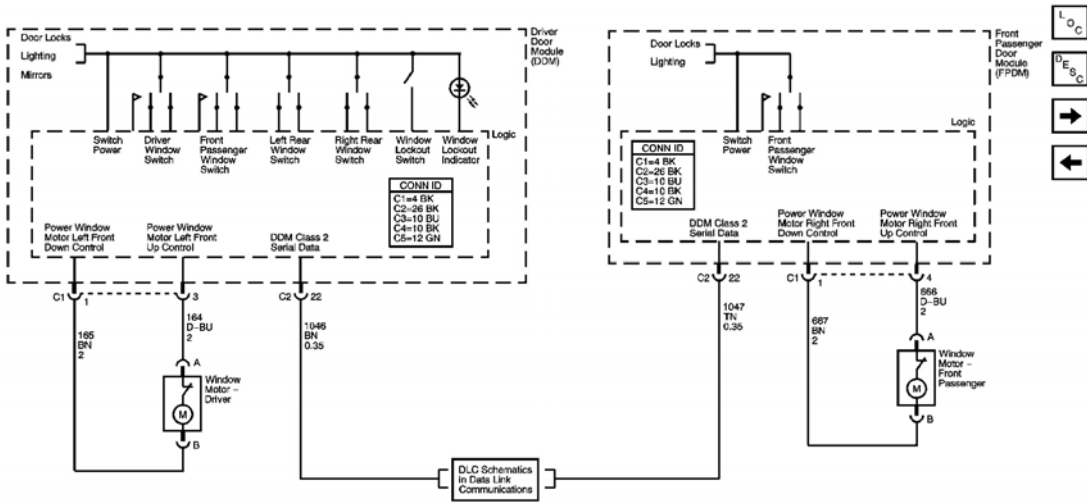 Door Locks
Lighting
Mirrors
Driver
Door
Module
(DDM)
Logic
Switch
Power
Driver
Window
Switch
Front
Passenger
Window
Switch
Left Rear
Window
Switch
Right Rear
Window
Switch
Window
Lockout
Switch
Window
Lockout
Indicator
CONN ID
C1=4 BK
C2=26 BK
C3=10 BU
C4=10 BK
C5=12 GN
Power Window
Motor Left Front
Down Control
Power Window
Motor Left Front
Up Control
DDM Class 2
Serial Data
C1 1
3
C2 22
165
BN
2
164
D-BU
2
1046
BN
0.35
A
Window
Motor –
Driver
M
B
DLC Schematics
in Data Link
Communications
Door Locks
Lighting
Front
Passenger
Door
Module
(FPDM)
Logic
Switch
Power
Front
Passenger
Window
Switch
CONN ID
C1=4 BK
C2=26 BK
C3=10 BU
C4=10 BK
C5=12 GN
DDM Class 2
Serial Data
Power Window
Motor Right Front
Down Control
Power Window
Motor Right Front
Up Control
C2 22
C1 1
4
1047
TN
0.35
667
BN
2
666
D-BU
2
A
Window
Motor –
Front
Passenger
M
B
LOC
DESC